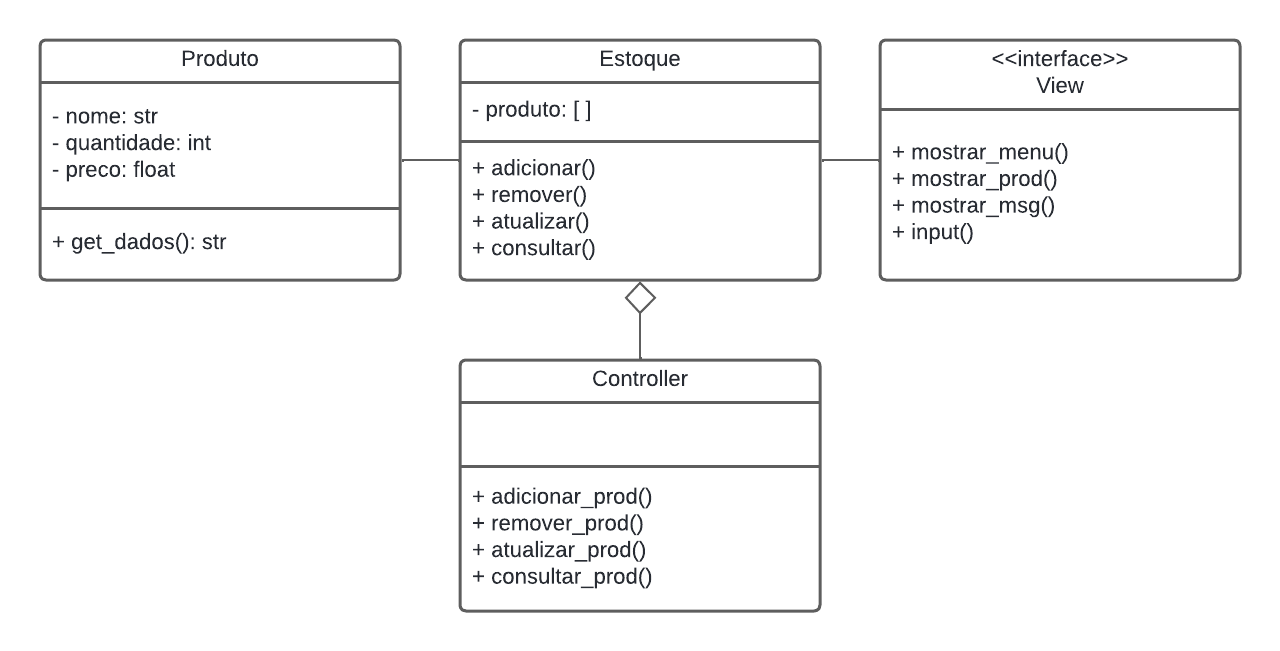 Produto
- nome: str
- quantidade: int
- preco: float
+ get_dados(): str
Estoque
- produto: [ ]
+ adicionar()
+ remover()
+ atualizar()
+ consultar()
<<interface>>
View
+ mostrar_menu()
+ mostrar_prod()
+ mostrar_msg()
+ input()
Controller
+ adicionar_prod()
+ remover_prod()
+ atualizar_prod()
+ consultar_prod()